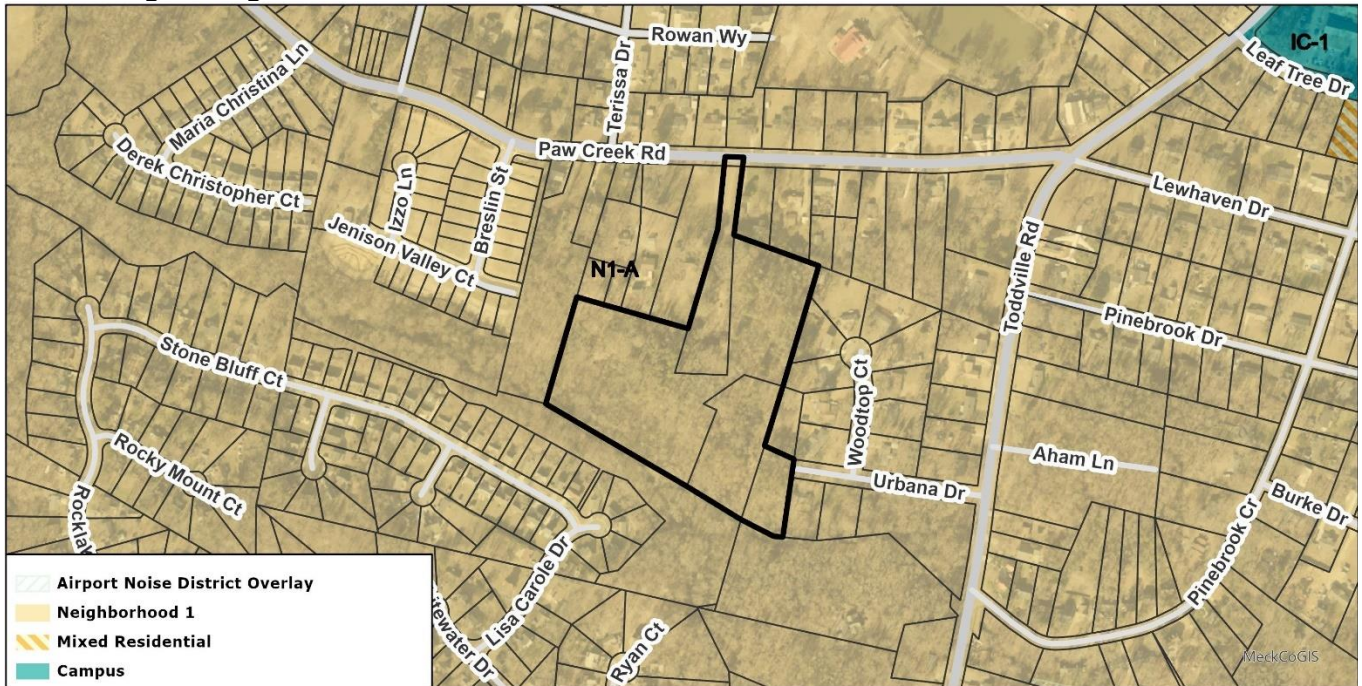 Rowan Wy
IC-1
Leaf Tree Dr
Terissa Dr
Maria Christina Ln
Paw Creek Rd
Derek Christopher Ct
Izzo Ln
Breslin St
Lewhaven Dr
Jenison Valley Ct
N1-A
Toddville Rd
Pinebrook Dr
Stone Bluff Ct
Woodtop Ct
Rocky Mount Ct
Aham Ln
Urbana Dr
Burke Dr
Pinebrook Cr
Lisa Carole Dr
Ryan Ct
Airport Noise District Overlay
Neighborhood 1
Mixed Residential
Campus
MeckCoGIS